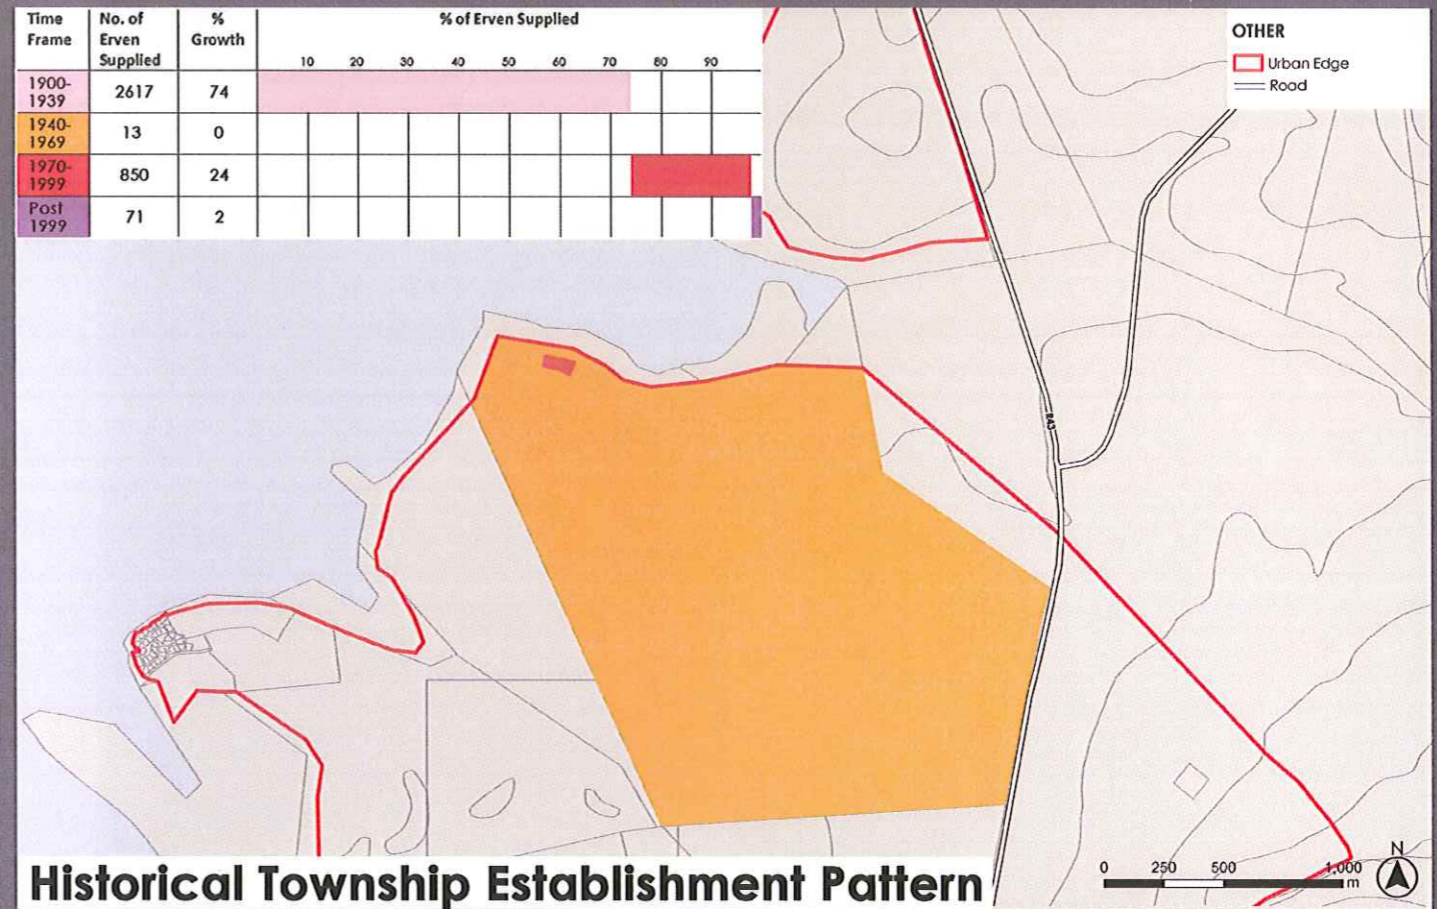 Time Frame No. of Erven Supplied % Growth % of Erven Supplied
10 20 30 40 50 60 70 80 90
1900-1939 2617 74
1940-1969 13 0
1970-1999 850 24
Post 1999 71 2
OTHER
Urban Edge
Road
R43
0 250 500 1,000 m
N
Historical Township Establishment Pattern